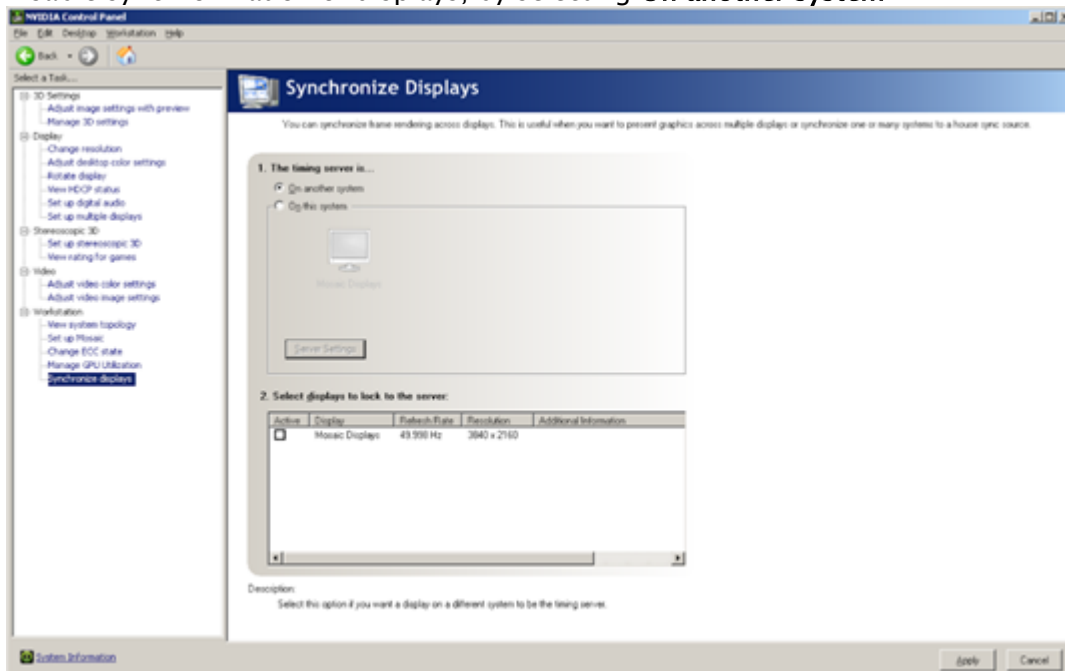 by selecting On another system
NVIDIA Control Panel
File Edit Desktop Workstation Help
Back
Select a Task...
3D Settings
Adjust image settings with preview
Manage 3D settings
Display
Change resolution
Adjust desktop color settings
Rotate display
View HDCP status
Set up digital audio
Set up multiple displays
Stereoscopic 3D
Set up stereoscopic 3D
View rating for games
Video
Adjust video color settings
Adjust video image settings
Workstation
View system topology
Set up Mosaic
Change ECC state
Manage GPU Utilization
Synchronize displays
System Information
Synchronize Displays
You can synchronize frame rendering across displays. This is useful when you want to present graphics across multiple displays or synchronize one or many systems to a house sync source.
1. The timing server is...
On another system
On this system
Mosaic Displays
Server Settings
2. Select displays to lock to the server:
Active Display Refresh Rate Resolution Additional Information
Mosaic Displays 49.998 Hz 3840 x 2160
Description:
Select this option if you want a display on a different system to be the timing server.
Apply Cancel